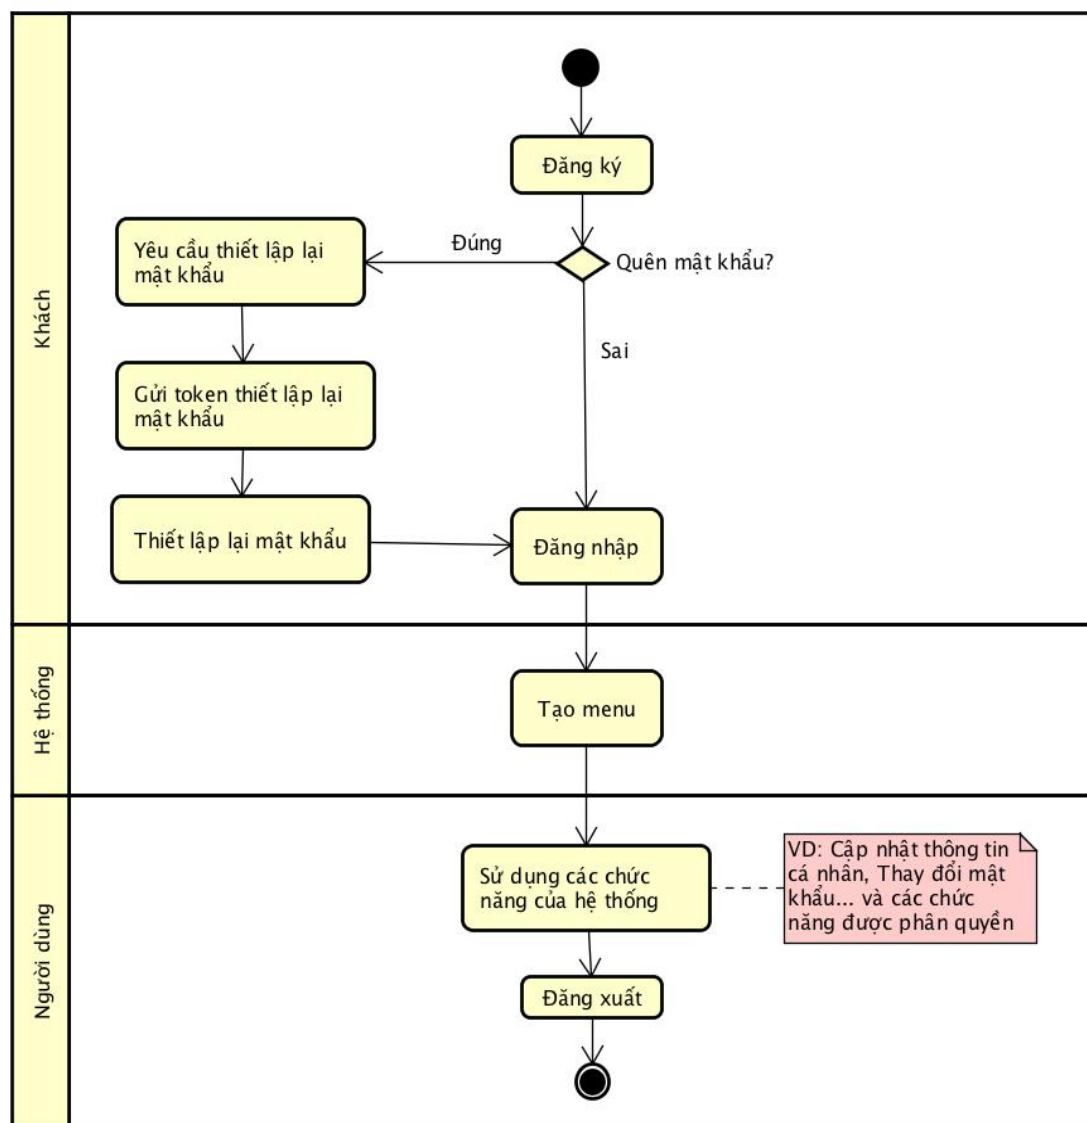 Khách
Đăng ký
Quên mật khẩu?
Đúng
Sai
Yêu cầu thiết lập lại
mật khẩu
Gửi token thiết lập lại
mật khẩu
Thiết lập lại mật khẩu
Đăng nhập
Hệ thống
Tạo menu
Người dùng
Sử dụng các chức
năng của hệ thống
VD: Cập nhật thông tin
cá nhân, Thay đổi mật
khẩu... và các chức
năng được phân quyền
Đăng xuất